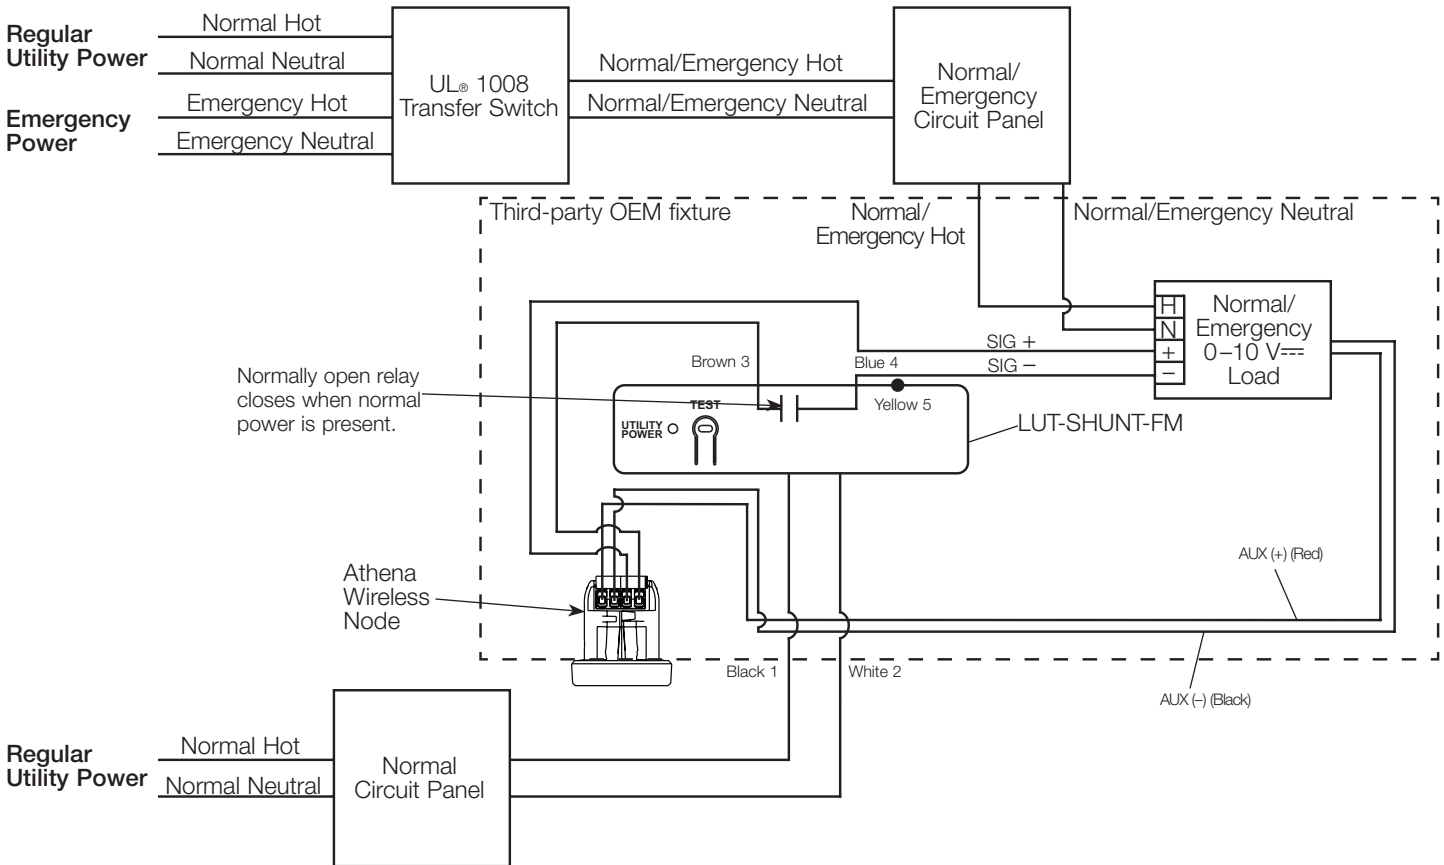 Regular
Utility Power
Normal Hot
Normal Neutral
Emergency
Power
Emergency Hot
Emergency Neutral
UL® 1008
Transfer Switch
Normal/Emergency Hot
Normal/Emergency Neutral
Normal/
Emergency
Circuit Panel
Third-party OEM fixture
Normal/
Emergency Hot
Normal/Emergency Neutral
H
N
+
−
Normal/
Emergency
0–10 V⎓
Load
SIG +
SIG −
Brown 3
Blue 4
Yellow 5
Normally open relay
closes when normal
power is present.
TEST
UTILITY
POWER
LUT-SHUNT-FM
Athena
Wireless
Node
AUX (+) (Red)
AUX (–) (Black)
Black 1
White 2
Regular
Utility Power
Normal Hot
Normal Neutral
Normal
Circuit Panel